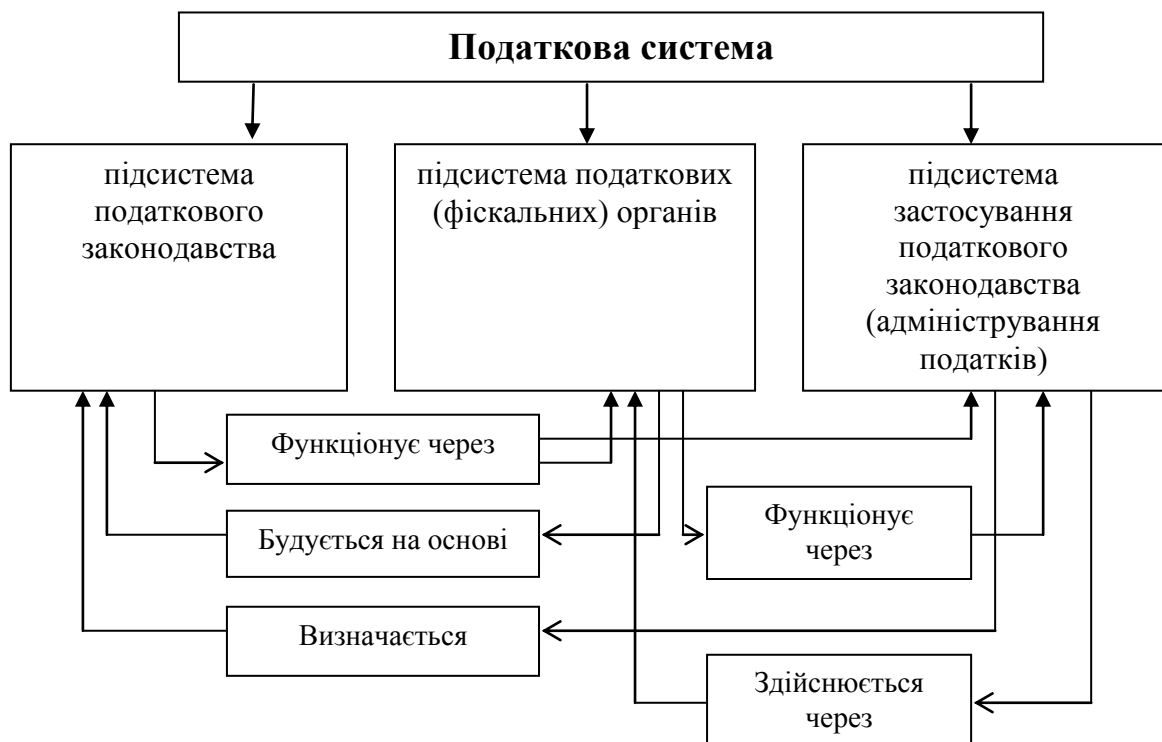 Податкова система
підсистема
податкового
законодавства
підсистема податкових
(фіскальних) органів
підсистема
застосування
податкового
законодавства
(адміністрування
податків)
Функціонує через
Будується на основі
Функціонує
через
Визначається
Здійснюється
через